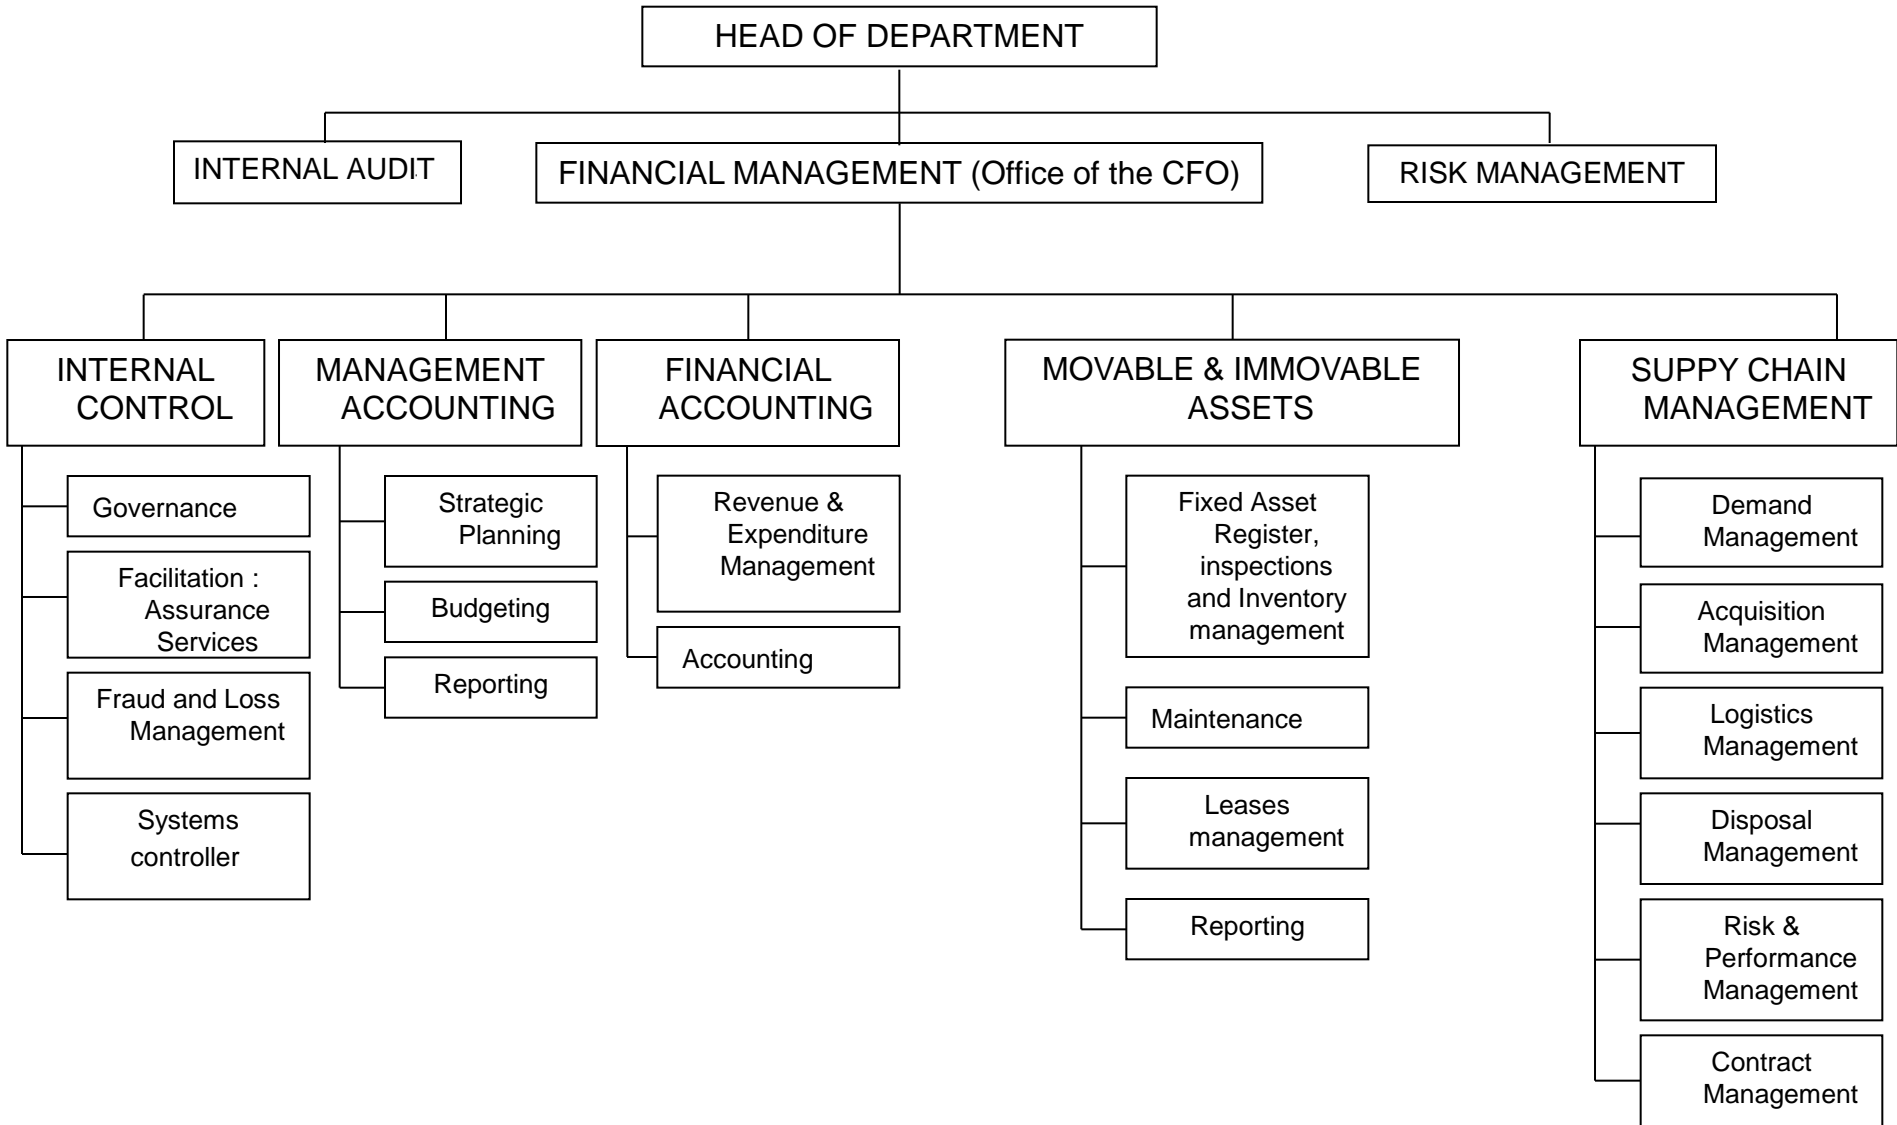 HEAD OF DEPARTMENT
INTERNAL AUDIT
FINANCIAL MANAGEMENT (Office of the CFO)
RISK MANAGEMENT
INTERNAL
CONTROL
Governance
Facilitation :
Assurance
Services
Fraud and Loss
Management
Systems
controller
MANAGEMENT
ACCOUNTING
Strategic
Planning
Budgeting
Reporting
FINANCIAL
ACCOUNTING
Revenue &
Expenditure
Management
Accounting
MOVABLE & IMMOVABLE
ASSETS
Fixed Asset
Register,
inspections
and Inventory
management
Maintenance
Leases
management
Reporting
SUPPY CHAIN
MANAGEMENT
Demand
Management
Acquisition
Management
Logistics
Management
Disposal
Management
Risk &
Performance
Management
Contract
Management